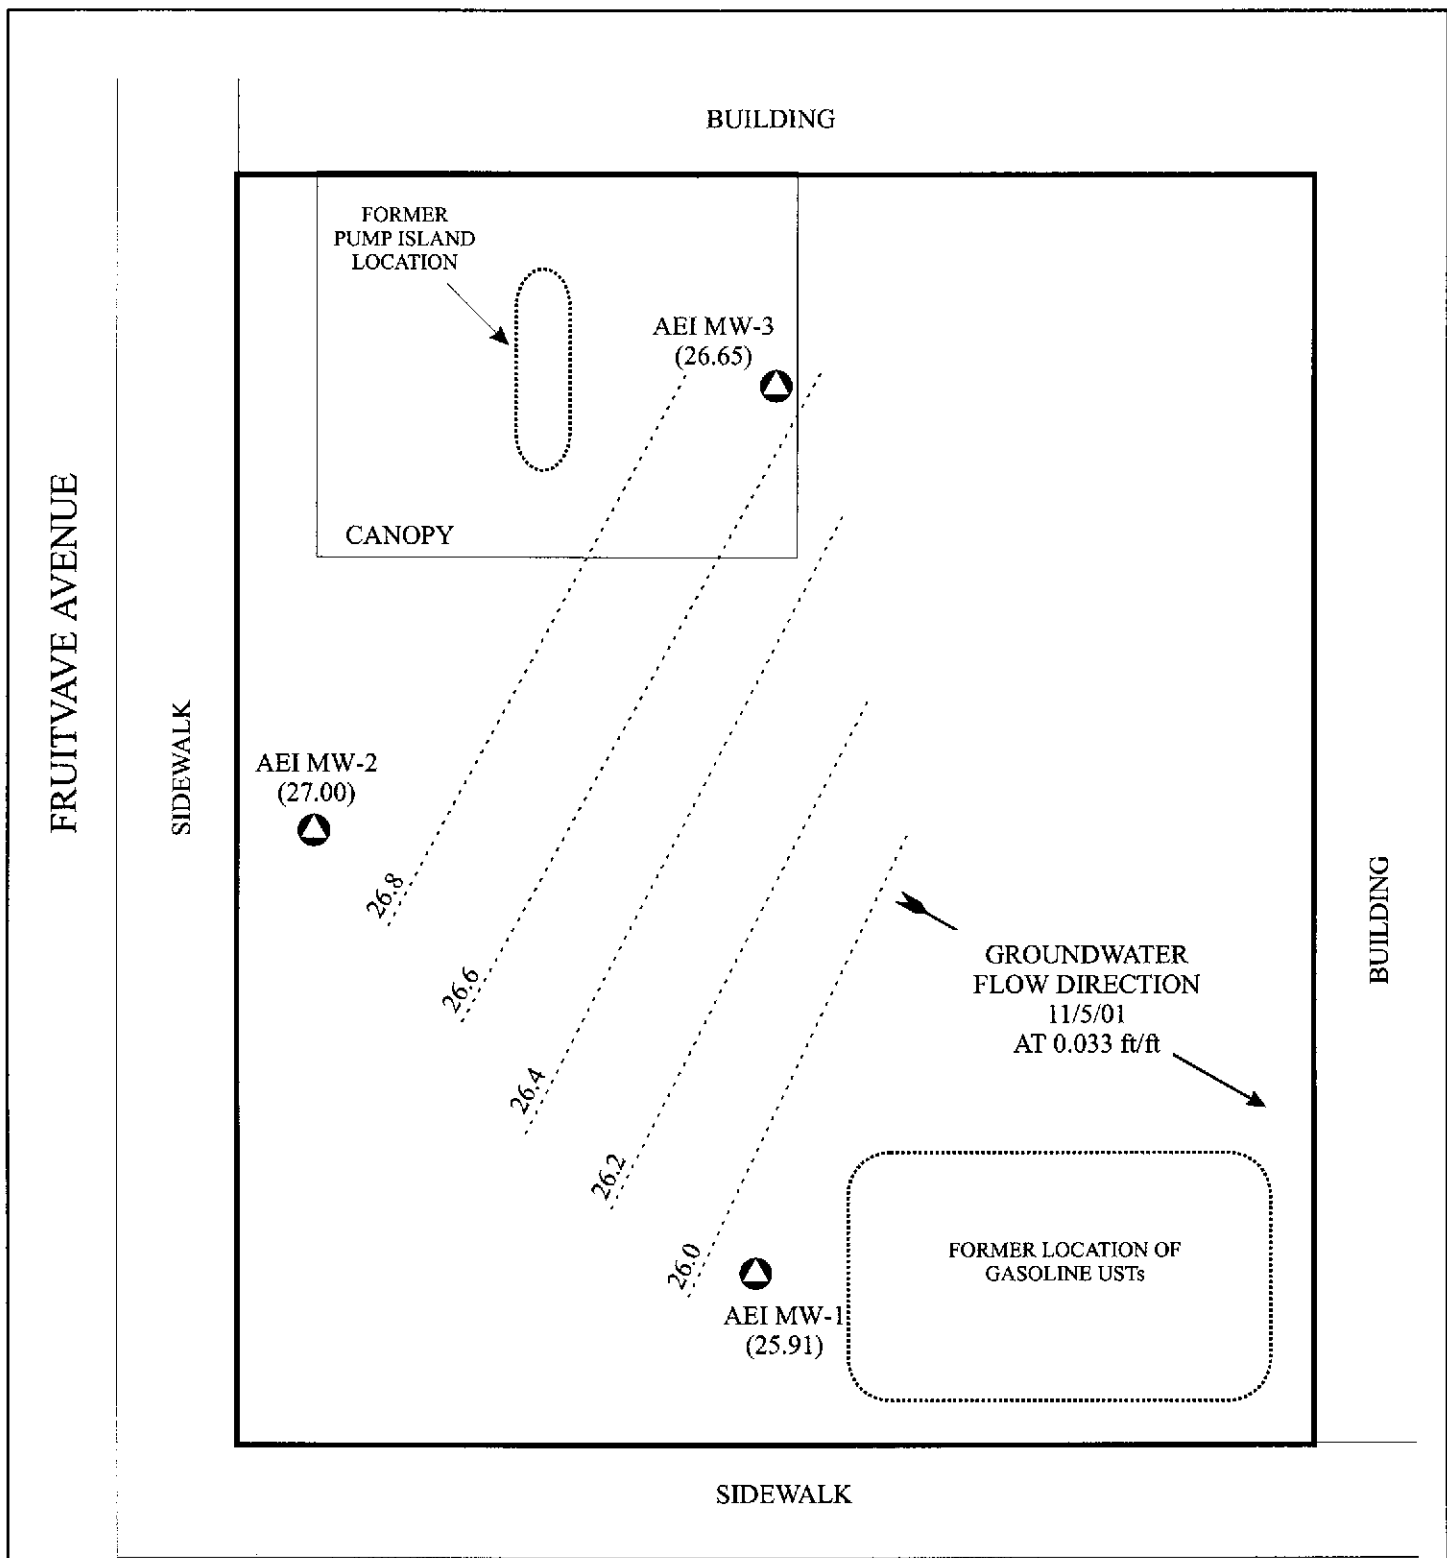 BUILDING
FORMER
PUMP ISLAND
LOCATION
AEI MW-3
(26.65)
CANOPY
FRUITVAVE AVENUE
SIDEWALK
AEI MW-2
(27.00)
26.8
26.6
26.4
26.2
26.0
GROUNDWATER
FLOW DIRECTION
11/5/01
AT 0.033 ft/ft
BUILDING
FORMER LOCATION OF
GASOLINE USTs
AEI MW-1
(25.91)
SIDEWALK